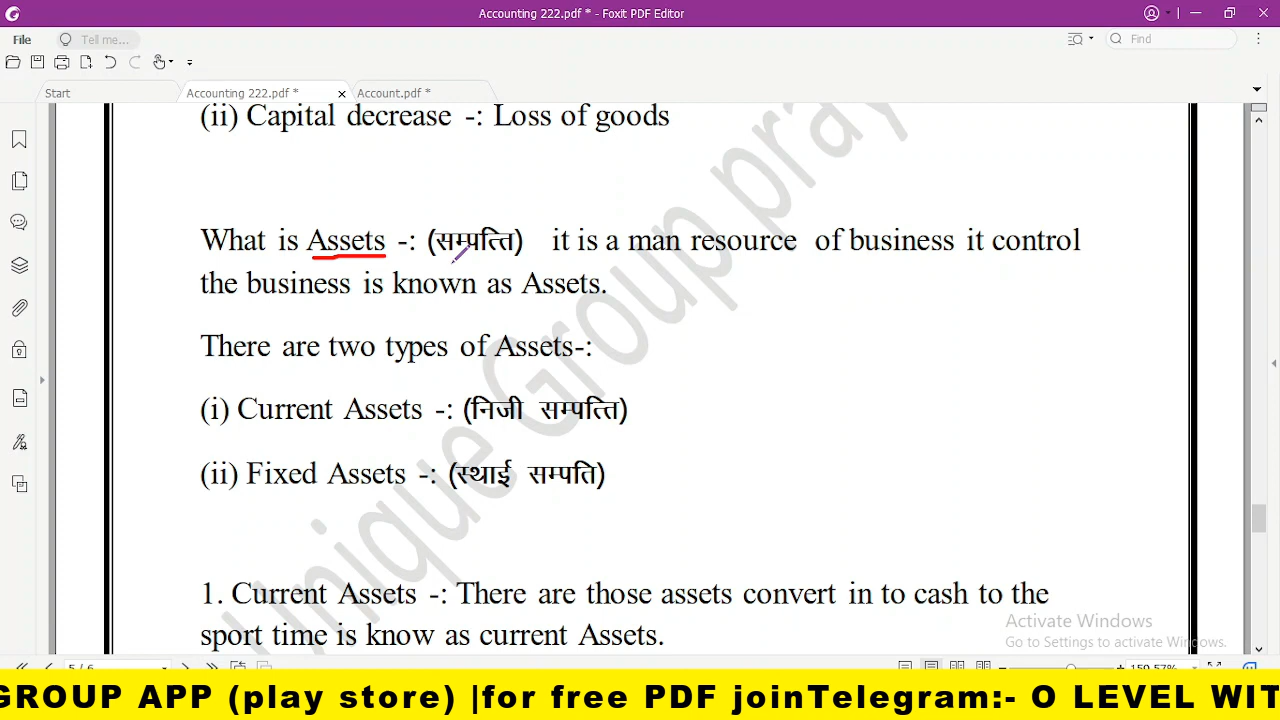 Accounting 222.pdf * - Foxit PDF Editor
File
Tell me...
Find
Start
Accounting 222.pdf *
Account.pdf *
(ii) Capital decrease -: Loss of goods
What is Assets -: (सम्पत्ति) it is a man resource of business it control
the business is known as Assets.
There are two types of Assets-:
(i) Current Assets -: (निजी सम्पत्ति)
(ii) Fixed Assets -: (स्थाई सम्पति)
1. Current Assets -: There are those assets convert in to cash to the
sport time is know as current Assets.
Unique Group pray
Activate Windows
Go to Settings to activate Windows.
5 / 6
159.57%
GROUP APP (play store) |for free PDF joinTelegram:- O LEVEL WIT